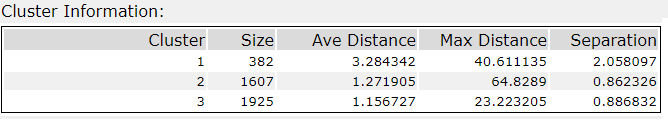 Cluster Information:
Cluster Size Ave Distance Max Distance Separation
1 382 3.284342 40.611135 2.058097
2 1607 1.271905 64.8289 0.862326
3 1925 1.156727 23.223205 0.886832